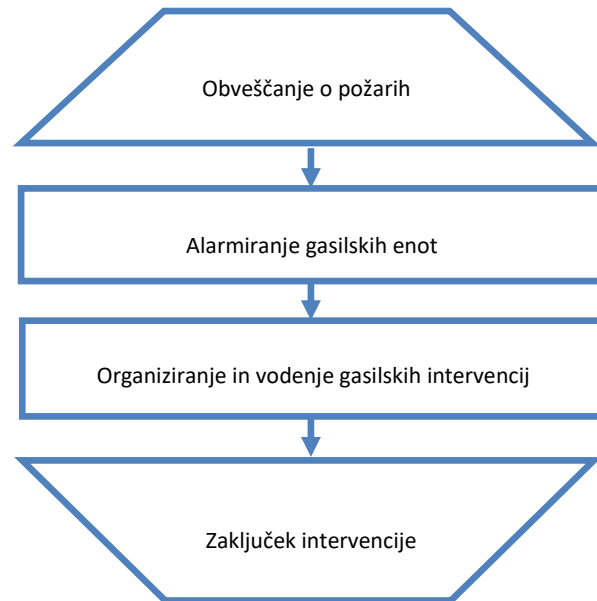 Obveščanje o požarih
Alarmiranje gasilskih enot
Organiziranje in vodenje gasilskih intervencij
Zaključek intervencije